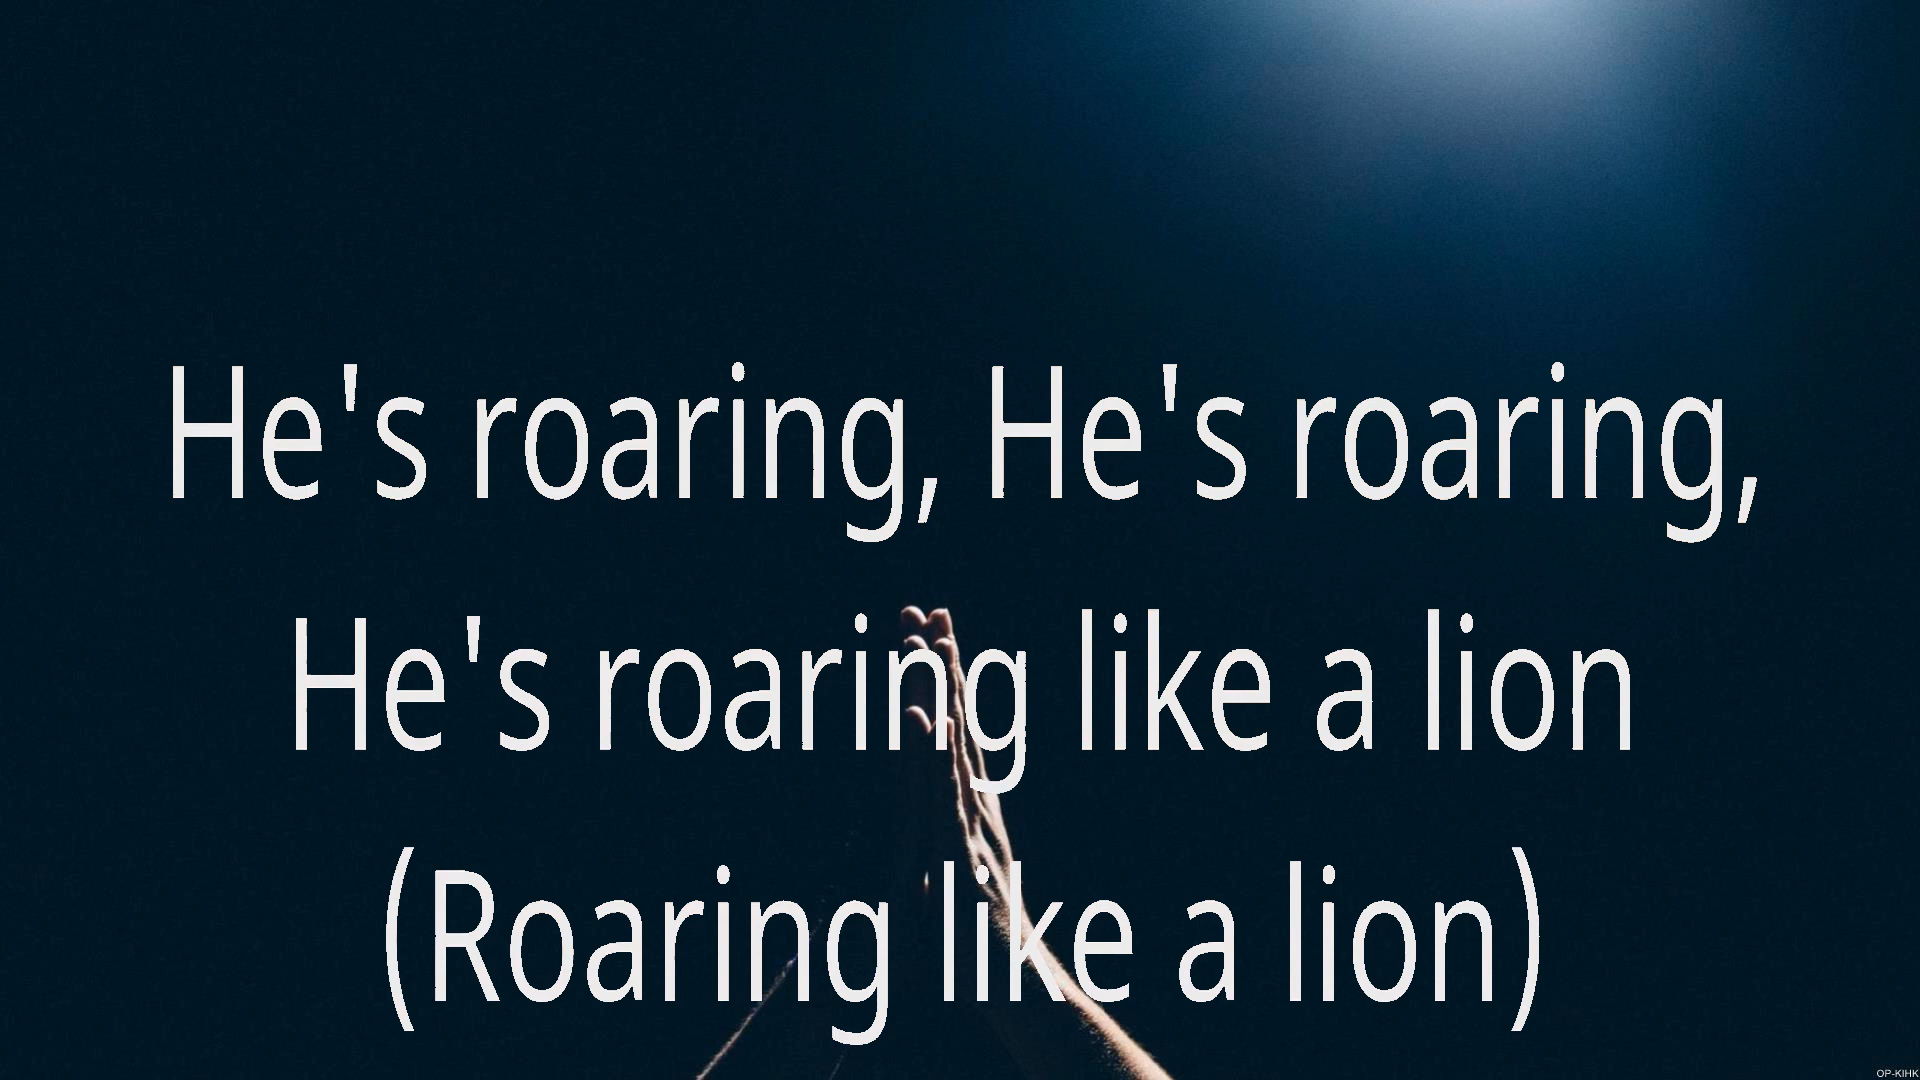 He's roaring, He's roaring,
He's roaring like a lion
(Roaring like a lion)
OP-KIHK